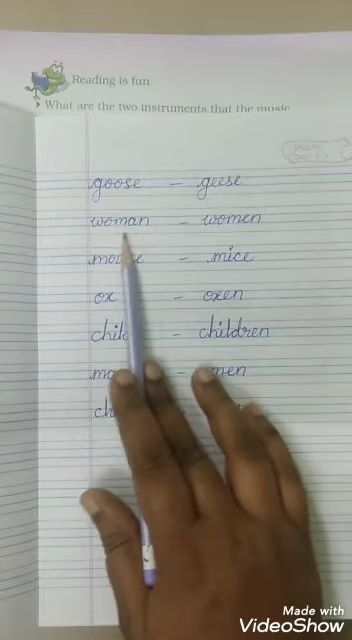 Reading is fun
What are the two instruments that the music
goose - geese
woman - women
- mice
ox - oxen
- children
- men
Made with
VideoShow